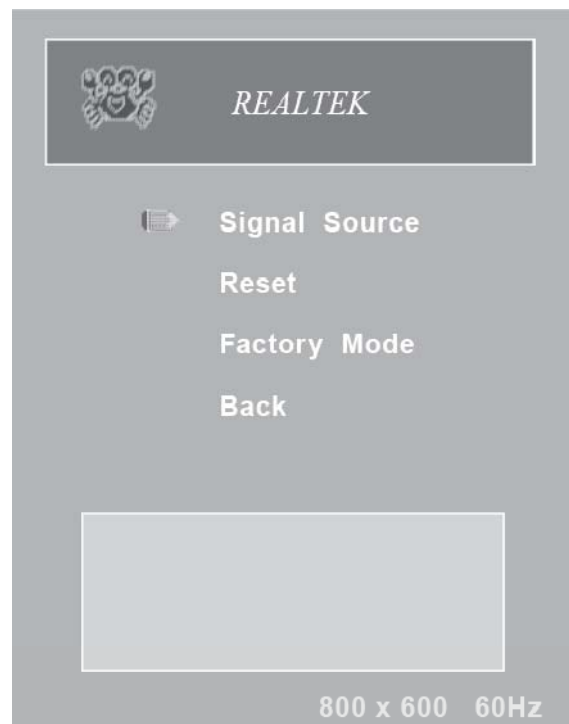 REALTEK
Signal Source
Reset
Factory Mode
Back
800 x 600 60Hz